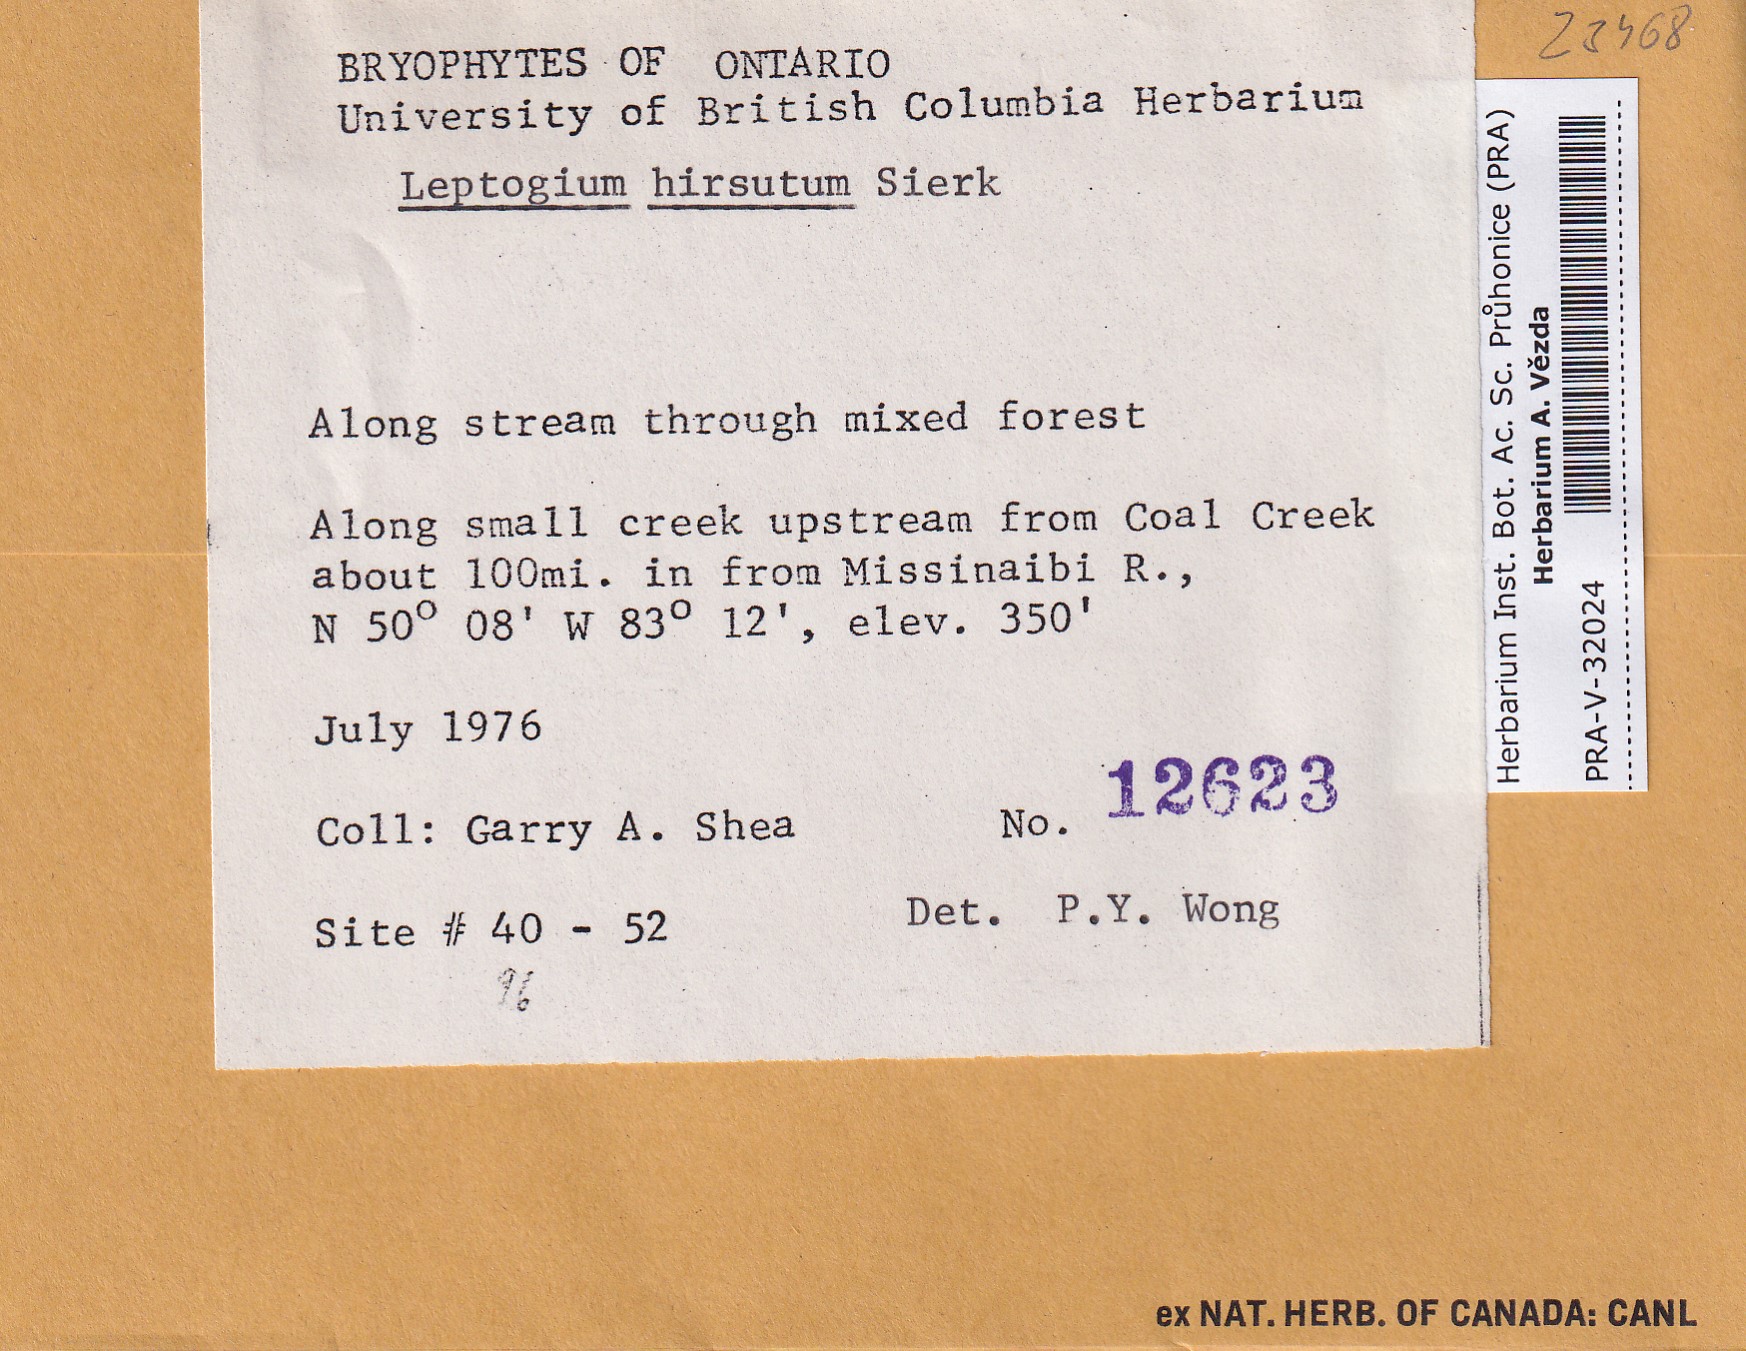 23468
BRYOPHYTES OF ONTARIO
University of British Columbia Herbarium
Leptogium hirsutum Sierk
Along stream through mixed forest
Along small creek upstream from Coal Creek
about 100mi. in from Missinaibi R.,
N 50° 08' W 83° 12', elev. 350'
July 1976
Coll: Garry A. Shea
No. 12623
Site # 40 - 52
Det. P.Y. Wong
96
Herbarium Inst. Bot. Ac. Sc. Průhonice (PRA)
Herbarium A. Vězda
PRA-V-32024
ex NAT. HERB. OF CANADA: CANL